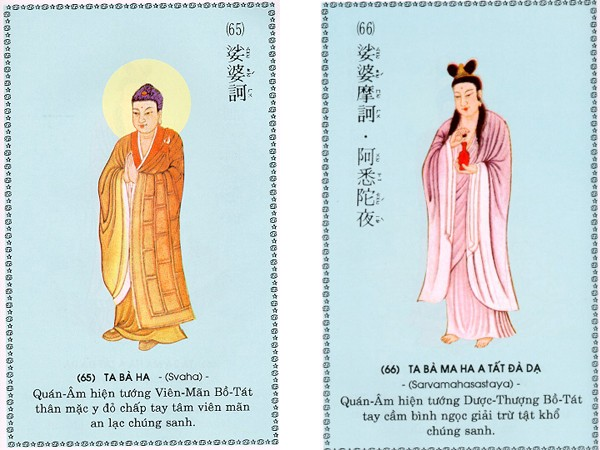 (65)
娑婆訶
(65) TA BÀ HA - (Svaha) -
Quán-Âm hiện tướng Viên-Mãn Bồ-Tát
thân mặc y đỏ chấp tay tâm viên mãn
an lạc chúng sanh.
(66)
娑婆摩訶・阿悉陀夜
(66) TA BÀ MA HA A TẤT ĐÀ DẠ
- (Sarvamahasastaya) -
Quán-Âm hiện tướng Dược-Thượng Bồ-Tát
tay cầm bình ngọc giải trừ tật khổ
chúng sanh.